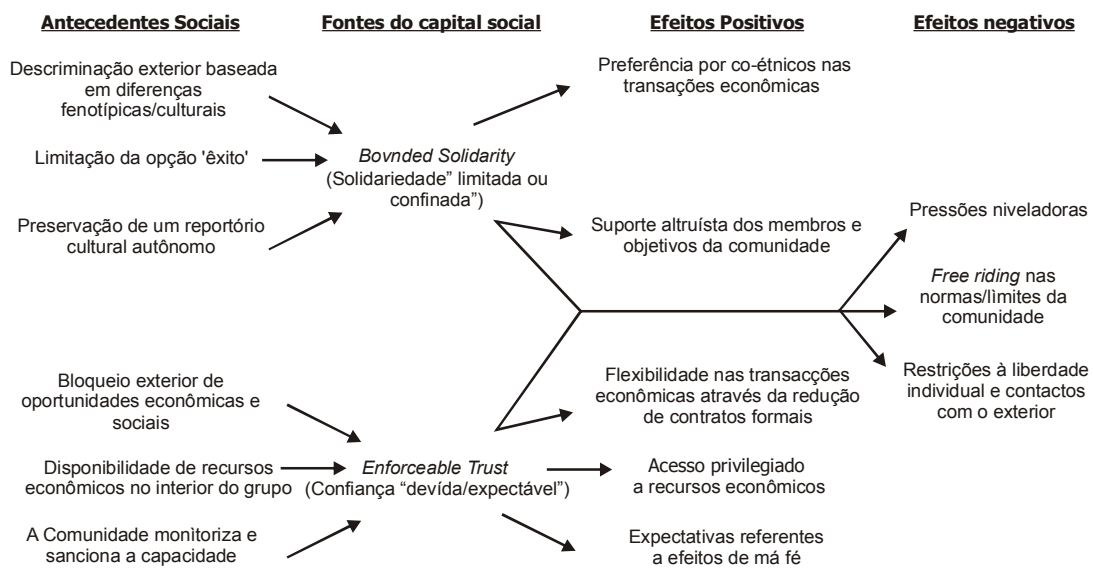 Antecedentes Sociais
Fontes do capital social
Efeitos Positivos
Efeitos negativos
Descriminação exterior baseada
em diferenças
fenotípicas/culturais
Limitação da opção 'êxito'
Preservação de um reportório
cultural autônomo
Bovnded Solidarity
(Solidariedade” limitada ou
confinada”)
Preferência por co-étnicos nas
transações econômicas
Suporte altruísta dos membros e
objetivos da comunidade
Pressões niveladoras
Free riding nas
normas/lìmites da
comunidade
Restrições à liberdade
individual e contactos
com o exterior
Bloqueio exterior de
oportunidades econômicas e
sociais
Disponibilidade de recursos
econômicos no interior do grupo
A Comunidade monìtoriza e
sanciona a capacidade
Enforceable Trust
(Confiança “devída/expectável”)
Flexibilidade nas transacções
econômicas através da redução
de contratos formais
Acesso privilegiado
a recursos econômicos
Expectativas referentes
a efeitos de má fé